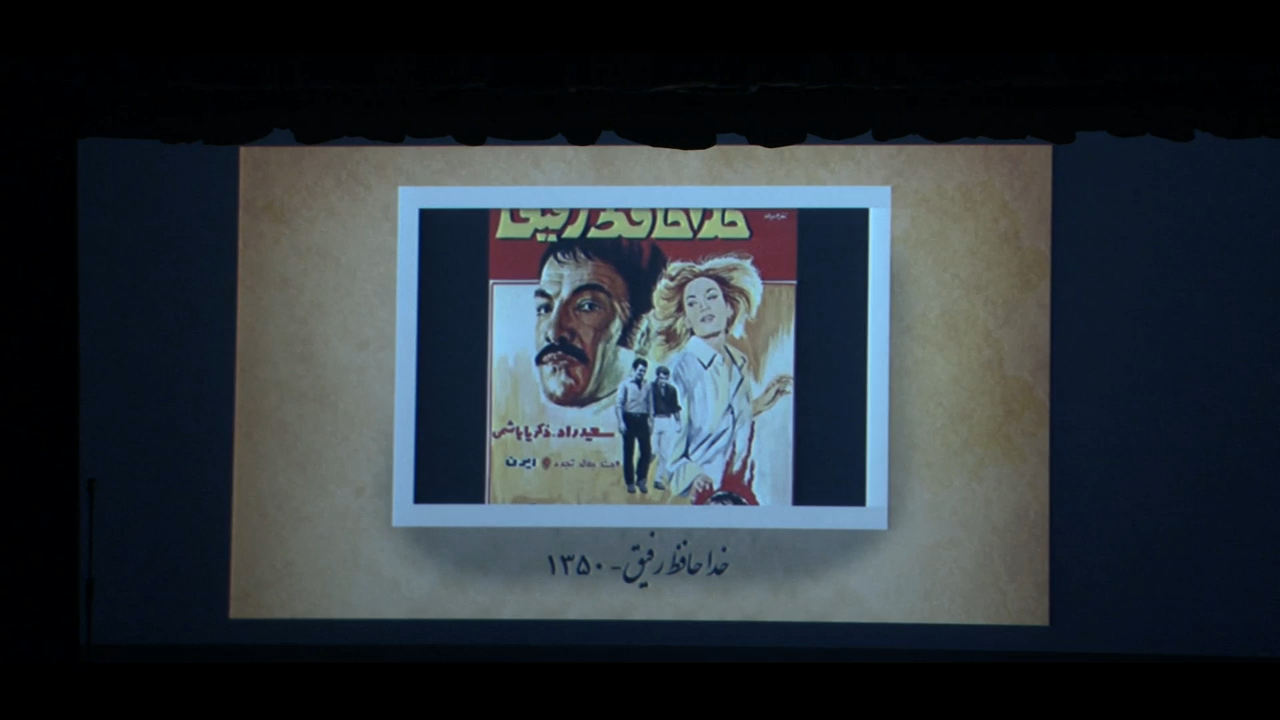 خداحافظ رفیق
سعید راد - ذکریا هاشمی
ایرن
خداحافظ رفیق - ۱۳۵۰